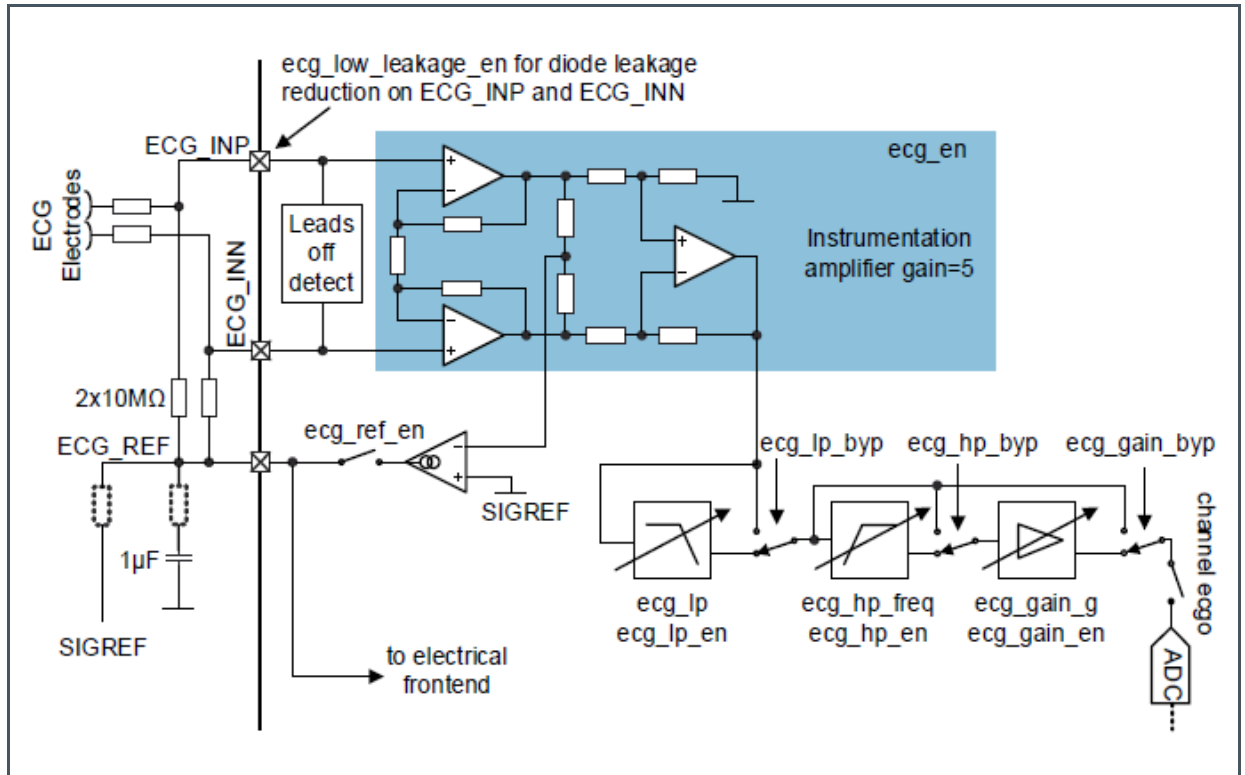 ecg_low_leakage_en for diode leakage
reduction on ECG_INP and ECG_INN
ECG_INP
ecg_en
ECG
Electrodes
Leads
off
detect
Instrumentation
amplifier gain=5
ECG_INN
2x10MΩ
ECG_REF
ecg_ref_en
SIGREF
ecg_lp_byp
ecg_hp_byp
ecg_gain_byp
channel ecgo
1µF
SIGREF
ecg_lp
ecg_lp_en
ecg_hp_freq
ecg_hp_en
ecg_gain_g
ecg_gain_en
to electrical
frontend
ADC